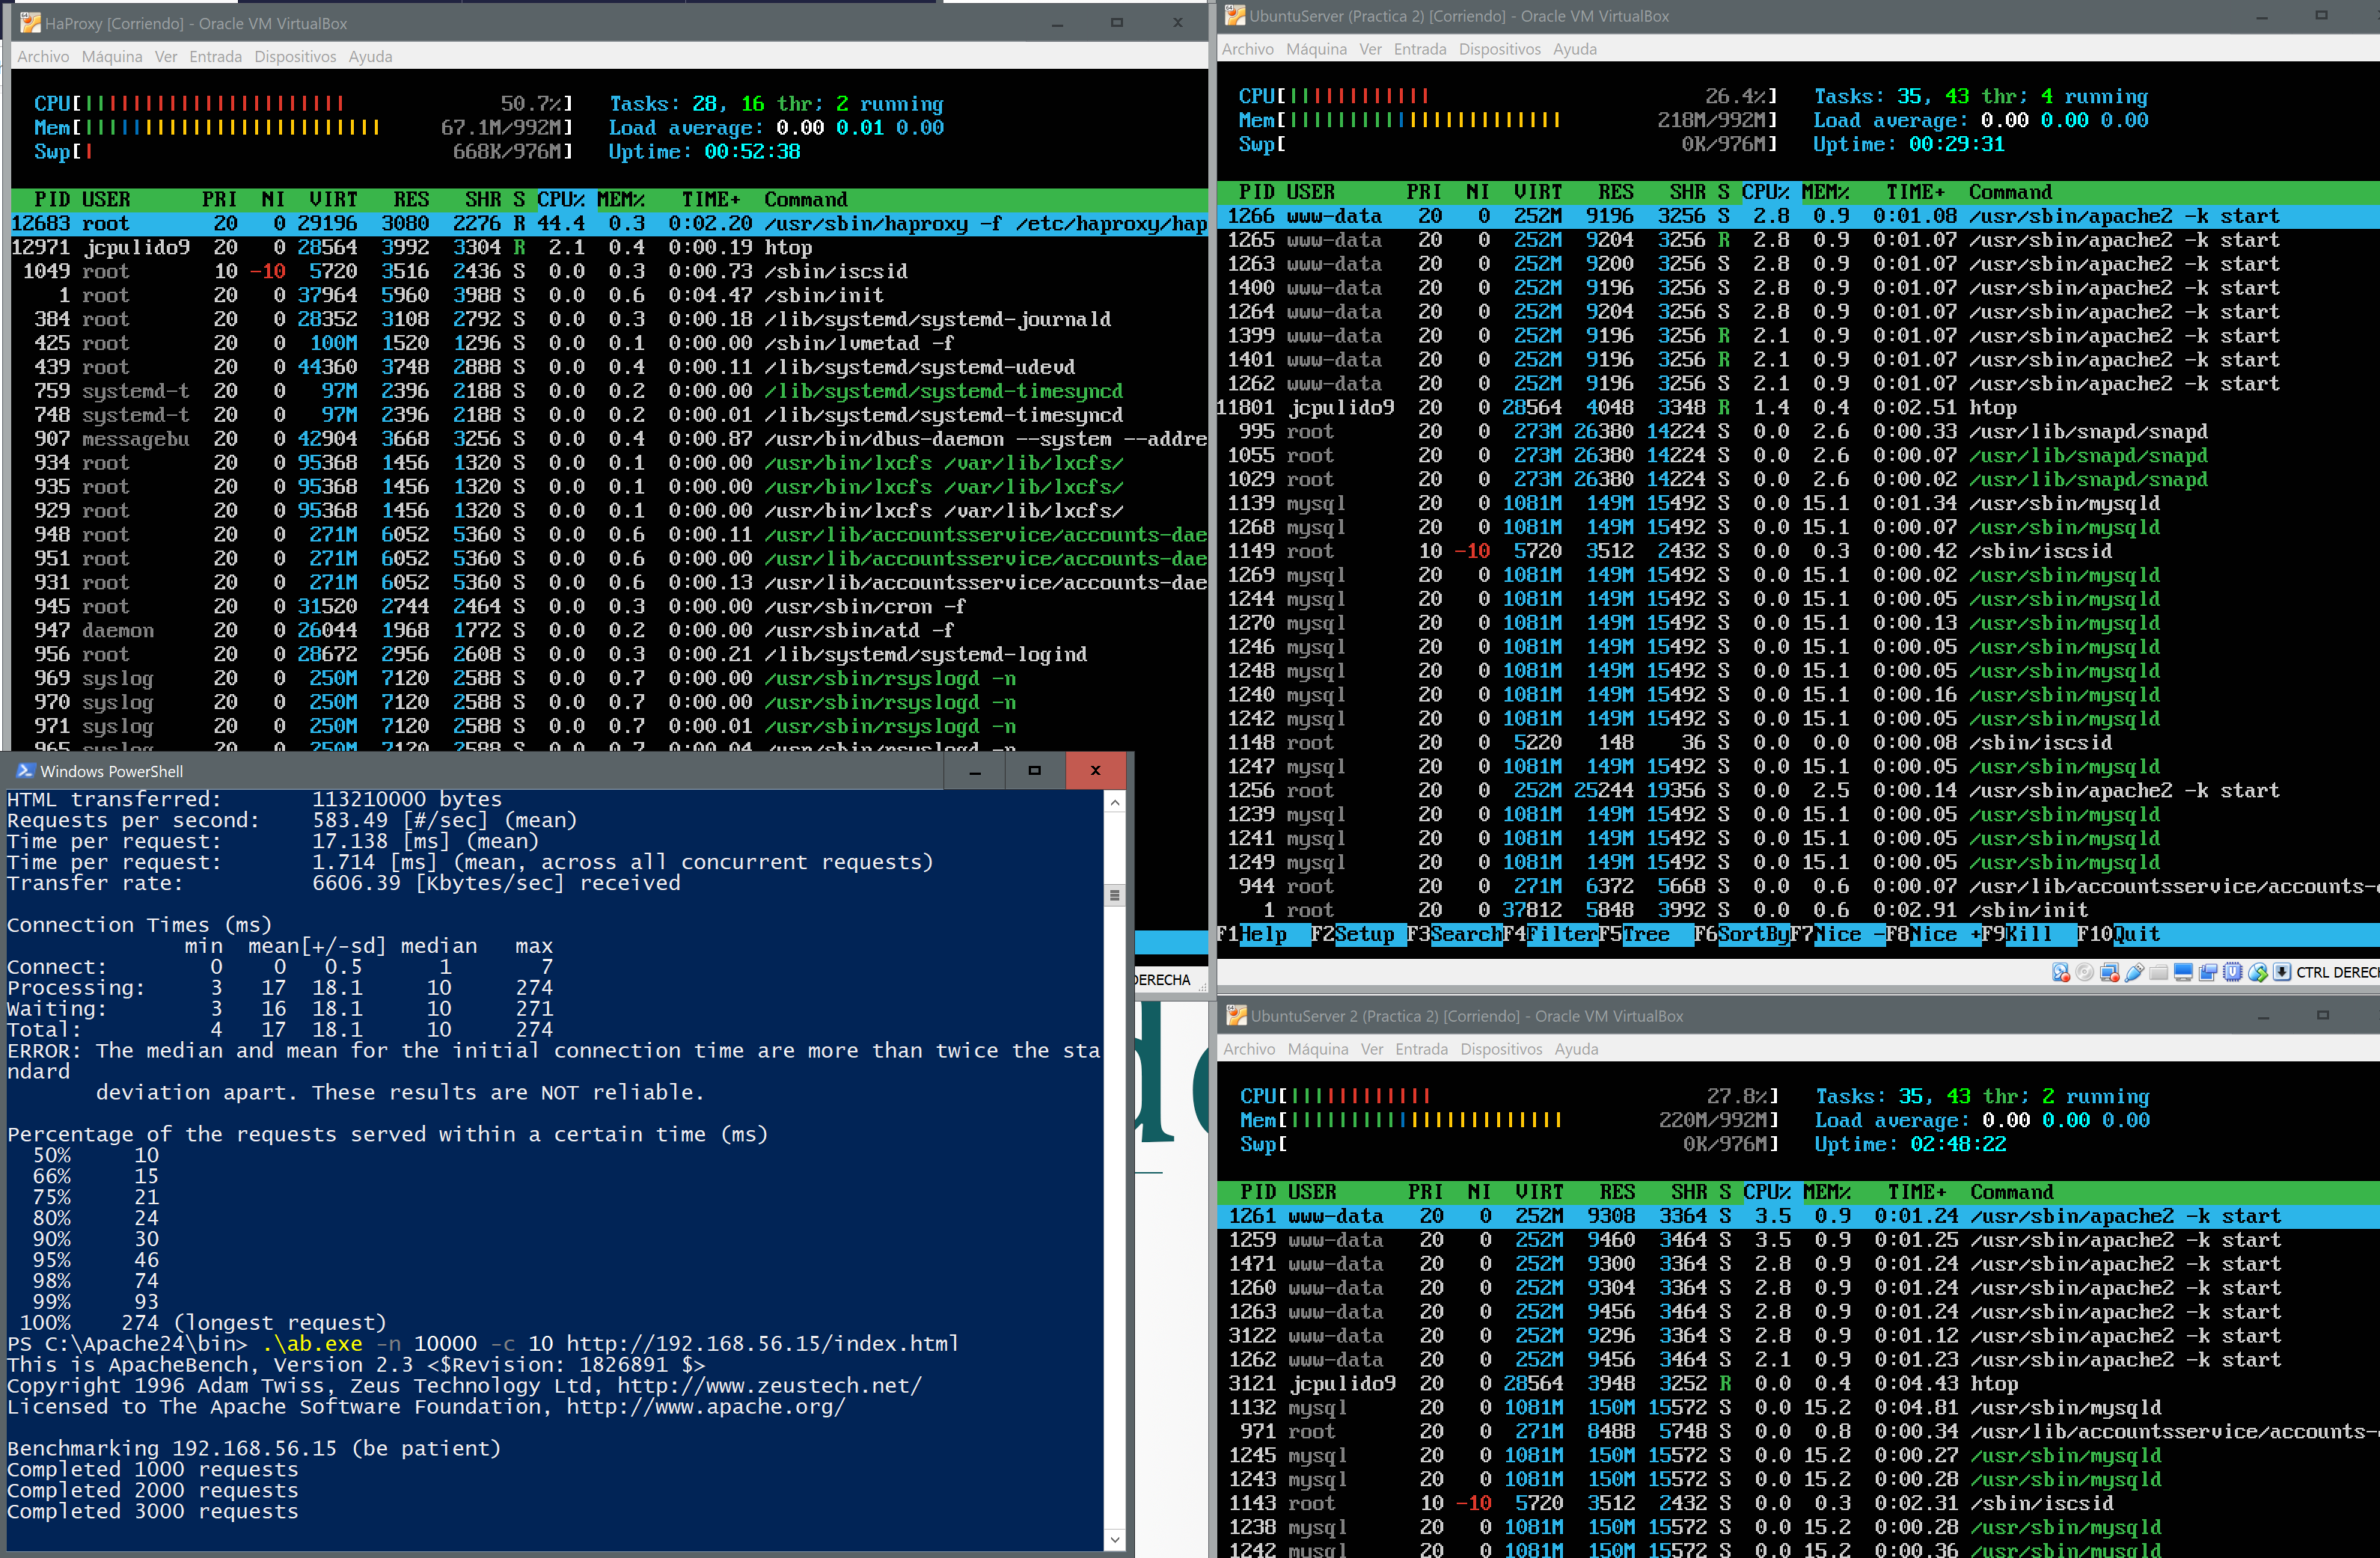 HaProxy [Corriendo] - Oracle VM VirtualBox
Archivo Máquina Ver Entrada Dispositivos Ayuda
CPU[ 50.7%] Tasks: 28, 16 thr; 2 running
Mem[ 67.1M/992M] Load average: 0.00 0.01 0.00
Swp[ 668K/976M] Uptime: 00:52:38
PID USER PRI NI VIRT RES SHR S CPU% MEM% TIME+ Command
12683 root 20 0 29196 3080 2276 R 44.4 0.3 0:02.20 /usr/sbin/haproxy -f /etc/haproxy/hap
12971 jcpulido9 20 0 28564 3992 3304 R 2.1 0.4 0:00.19 htop
1049 root 10 -10 5720 3516 2436 S 0.0 0.3 0:00.73 /sbin/iscsid
1 root 20 0 37964 5960 3988 S 0.0 0.6 0:04.47 /sbin/init
384 root 20 0 28352 3108 2792 S 0.0 0.3 0:00.18 /lib/systemd/systemd-journald
425 root 20 0 100M 1520 1296 S 0.0 0.1 0:00.00 /sbin/lvmetad -f
439 root 20 0 44360 3748 2888 S 0.0 0.4 0:00.11 /lib/systemd/systemd-udevd
759 systemd-t 20 0 97M 2396 2188 S 0.0 0.2 0:00.00 /lib/systemd/systemd-timesyncd
748 systemd-t 20 0 97M 2396 2188 S 0.0 0.2 0:00.01 /lib/systemd/systemd-timesyncd
907 messagebu 20 0 42904 3668 3256 S 0.0 0.4 0:00.87 /usr/bin/dbus-daemon --system --addre
934 root 20 0 95368 1456 1320 S 0.0 0.1 0:00.00 /usr/bin/lxcfs /var/lib/lxcfs/
935 root 20 0 95368 1456 1320 S 0.0 0.1 0:00.00 /usr/bin/lxcfs /var/lib/lxcfs/
929 root 20 0 95368 1456 1320 S 0.0 0.1 0:00.00 /usr/bin/lxcfs /var/lib/lxcfs/
948 root 20 0 271M 6052 5360 S 0.0 0.6 0:00.11 /usr/lib/accountsservice/accounts-dae
951 root 20 0 271M 6052 5360 S 0.0 0.6 0:00.00 /usr/lib/accountsservice/accounts-dae
931 root 20 0 271M 6052 5360 S 0.0 0.6 0:00.13 /usr/lib/accountsservice/accounts-dae
945 root 20 0 31520 2744 2464 S 0.0 0.3 0:00.00 /usr/sbin/cron -f
947 daemon 20 0 26044 1968 1772 S 0.0 0.2 0:00.00 /usr/sbin/atd -f
956 root 20 0 28672 2956 2608 S 0.0 0.3 0:00.21 /lib/systemd/systemd-logind
969 syslog 20 0 250M 7120 2588 S 0.0 0.7 0:00.00 /usr/sbin/rsyslogd -n
970 syslog 20 0 250M 7120 2588 S 0.0 0.7 0:00.00 /usr/sbin/rsyslogd -n
971 syslog 20 0 250M 7120 2588 S 0.0 0.7 0:00.01 /usr/sbin/rsyslogd -n
965 syslog 20 0 250M 7120 2588 S 0.0 0.7 0:00.04 /usr/sbin/rsyslogd -n
DERECHA
Windows PowerShell
HTML transferred: 113210000 bytes
Requests per second: 583.49 [#/sec] (mean)
Time per request: 17.138 [ms] (mean)
Time per request: 1.714 [ms] (mean, across all concurrent requests)
Transfer rate: 6606.39 [Kbytes/sec] received
Connection Times (ms)
min mean[+/-sd] median max
Connect: 0 0 0.5 1 7
Processing: 3 17 18.1 10 274
Waiting: 3 16 18.1 10 271
Total: 4 17 18.1 10 274
ERROR: The median and mean for the initial connection time are more than twice the sta
ndard
deviation apart. These results are NOT reliable.
Percentage of the requests served within a certain time (ms)
50% 10
66% 15
75% 21
80% 24
90% 30
95% 46
98% 74
99% 93
100% 274 (longest request)
PS C:\Apache24\bin> .\ab.exe -n 10000 -c 10 http://192.168.56.15/index.html
This is ApacheBench, Version 2.3 <$Revision: 1826891 $>
Copyright 1996 Adam Twiss, Zeus Technology Ltd, http://www.zeustech.net/
Licensed to The Apache Software Foundation, http://www.apache.org/
Benchmarking 192.168.56.15 (be patient)
Completed 1000 requests
Completed 2000 requests
Completed 3000 requests
UbuntuServer (Practica 2) [Corriendo] - Oracle VM VirtualBox
Archivo Máquina Ver Entrada Dispositivos Ayuda
CPU[ 26.4%] Tasks: 35, 43 thr; 4 running
Mem[ 218M/992M] Load average: 0.00 0.00 0.00
Swp[ 0K/976M] Uptime: 00:29:31
PID USER PRI NI VIRT RES SHR S CPU% MEM% TIME+ Command
1266 www-data 20 0 252M 9196 3256 S 2.8 0.9 0:01.08 /usr/sbin/apache2 -k start
1265 www-data 20 0 252M 9204 3256 R 2.8 0.9 0:01.07 /usr/sbin/apache2 -k start
1263 www-data 20 0 252M 9200 3256 S 2.8 0.9 0:01.07 /usr/sbin/apache2 -k start
1400 www-data 20 0 252M 9196 3256 S 2.8 0.9 0:01.07 /usr/sbin/apache2 -k start
1264 www-data 20 0 252M 9204 3256 S 2.8 0.9 0:01.07 /usr/sbin/apache2 -k start
1399 www-data 20 0 252M 9196 3256 R 2.1 0.9 0:01.07 /usr/sbin/apache2 -k start
1401 www-data 20 0 252M 9196 3256 R 2.1 0.9 0:01.07 /usr/sbin/apache2 -k start
1262 www-data 20 0 252M 9196 3256 S 2.1 0.9 0:01.07 /usr/sbin/apache2 -k start
11801 jcpulido9 20 0 28564 4048 3348 R 1.4 0.4 0:02.51 htop
995 root 20 0 273M 26380 14224 S 0.0 2.6 0:00.33 /usr/lib/snapd/snapd
1055 root 20 0 273M 26380 14224 S 0.0 2.6 0:00.07 /usr/lib/snapd/snapd
1029 root 20 0 273M 26380 14224 S 0.0 2.6 0:00.02 /usr/lib/snapd/snapd
1139 mysql 20 0 1081M 149M 15492 S 0.0 15.1 0:01.34 /usr/sbin/mysqld
1268 mysql 20 0 1081M 149M 15492 S 0.0 15.1 0:00.07 /usr/sbin/mysqld
1149 root 10 -10 5720 3512 2432 S 0.0 0.3 0:00.42 /sbin/iscsid
1269 mysql 20 0 1081M 149M 15492 S 0.0 15.1 0:00.02 /usr/sbin/mysqld
1244 mysql 20 0 1081M 149M 15492 S 0.0 15.1 0:00.05 /usr/sbin/mysqld
1270 mysql 20 0 1081M 149M 15492 S 0.0 15.1 0:00.13 /usr/sbin/mysqld
1246 mysql 20 0 1081M 149M 15492 S 0.0 15.1 0:00.05 /usr/sbin/mysqld
1248 mysql 20 0 1081M 149M 15492 S 0.0 15.1 0:00.05 /usr/sbin/mysqld
1240 mysql 20 0 1081M 149M 15492 S 0.0 15.1 0:00.16 /usr/sbin/mysqld
1242 mysql 20 0 1081M 149M 15492 S 0.0 15.1 0:00.05 /usr/sbin/mysqld
1148 root 20 0 5220 148 36 S 0.0 0.0 0:00.08 /sbin/iscsid
1247 mysql 20 0 1081M 149M 15492 S 0.0 15.1 0:00.05 /usr/sbin/mysqld
1256 root 20 0 252M 25244 19356 S 0.0 2.5 0:00.14 /usr/sbin/apache2 -k start
1239 mysql 20 0 1081M 149M 15492 S 0.0 15.1 0:00.05 /usr/sbin/mysqld
1241 mysql 20 0 1081M 149M 15492 S 0.0 15.1 0:00.05 /usr/sbin/mysqld
1249 mysql 20 0 1081M 149M 15492 S 0.0 15.1 0:00.05 /usr/sbin/mysqld
944 root 20 0 271M 6372 5668 S 0.0 0.6 0:00.07 /usr/lib/accountsservice/accounts-
1 root 20 0 37812 5848 3992 S 0.0 0.6 0:02.91 /sbin/init
F1Help F2Setup F3SearchF4FilterF5Tree F6SortByF7Nice -F8Nice +F9Kill F10Quit
CTRL DERECH
UbuntuServer 2 (Practica 2) [Corriendo] - Oracle VM VirtualBox
Archivo Máquina Ver Entrada Dispositivos Ayuda
CPU[ 27.8%] Tasks: 35, 43 thr; 2 running
Mem[ 220M/992M] Load average: 0.00 0.00 0.00
Swp[ 0K/976M] Uptime: 02:48:22
PID USER PRI NI VIRT RES SHR S CPU% MEM% TIME+ Command
1261 www-data 20 0 252M 9308 3364 S 3.5 0.9 0:01.24 /usr/sbin/apache2 -k start
1259 www-data 20 0 252M 9460 3464 S 3.5 0.9 0:01.25 /usr/sbin/apache2 -k start
1471 www-data 20 0 252M 9300 3364 S 2.8 0.9 0:01.24 /usr/sbin/apache2 -k start
1260 www-data 20 0 252M 9304 3364 S 2.8 0.9 0:01.24 /usr/sbin/apache2 -k start
1263 www-data 20 0 252M 9456 3464 S 2.8 0.9 0:01.24 /usr/sbin/apache2 -k start
3122 www-data 20 0 252M 9296 3364 S 2.8 0.9 0:01.12 /usr/sbin/apache2 -k start
1262 www-data 20 0 252M 9456 3464 S 2.1 0.9 0:01.23 /usr/sbin/apache2 -k start
3121 jcpulido9 20 0 28564 3948 3252 R 0.0 0.4 0:04.43 htop
1132 mysql 20 0 1081M 150M 15572 S 0.0 15.2 0:04.81 /usr/sbin/mysqld
971 root 20 0 271M 8488 5748 S 0.0 0.8 0:00.34 /usr/lib/accountsservice/accounts-
1245 mysql 20 0 1081M 150M 15572 S 0.0 15.2 0:00.27 /usr/sbin/mysqld
1243 mysql 20 0 1081M 150M 15572 S 0.0 15.2 0:00.28 /usr/sbin/mysqld
1143 root 10 -10 5720 3512 2432 S 0.0 0.3 0:02.31 /sbin/iscsid
1238 mysql 20 0 1081M 150M 15572 S 0.0 15.2 0:00.28 /usr/sbin/mysqld
1242 mysql 20 0 1081M 150M 15572 S 0.0 15.2 0:00.36 /usr/sbin/mysqld